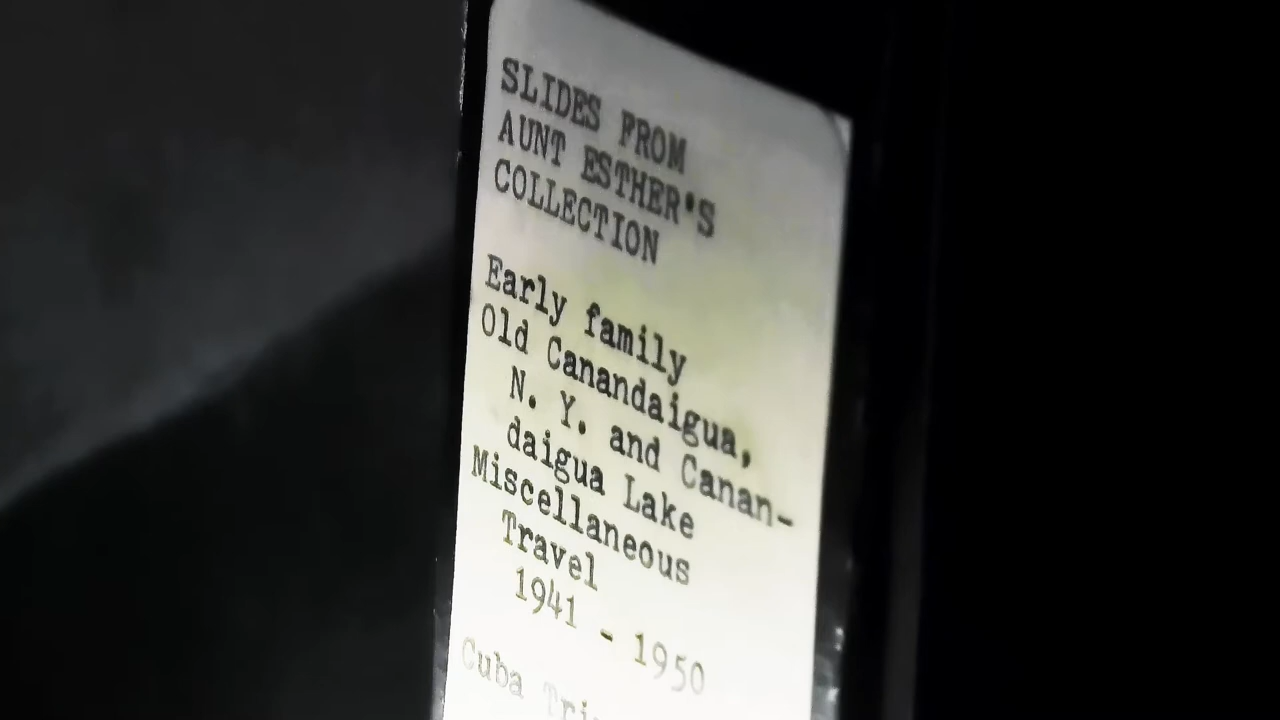 SLIDES FROM
AUNT ESTHER'S
COLLECTION
Early family
Old Canandaigua,
N. Y. and Canan-
daigua Lake
Miscellaneous
Travel
1941 - 1950
Cuba